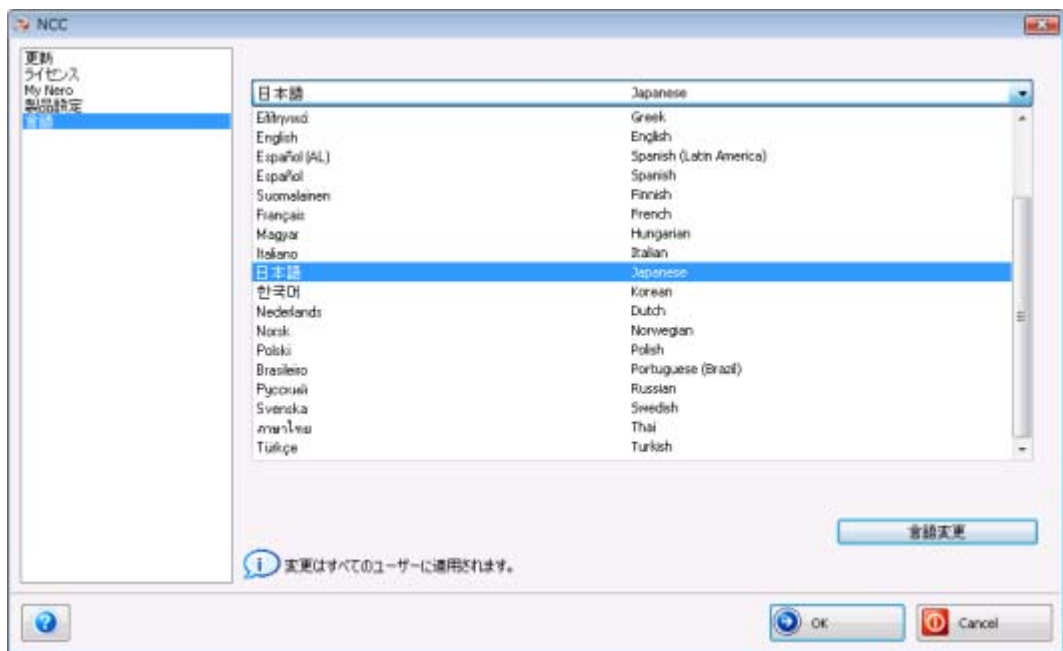 NCC
更新
ライセンス
My Nero
製品設定
言語
日本語 Japanese
Ελληνικά Greek
English English
Español (AL) Spanish (Latin America)
Español Spanish
Suomalainen Finnish
Français French
Magyar Hungarian
Italiano Italian
日本語 Japanese
한국어 Korean
Nederlands Dutch
Norsk Norwegian
Polski Polish
Brasileiro Portuguese (Brazil)
Русский Russian
Svenska Swedish
ภาษาไทย Thai
Türkçe Turkish
言語変更
変更はすべてのユーザーに適用されます。
OK
Cancel